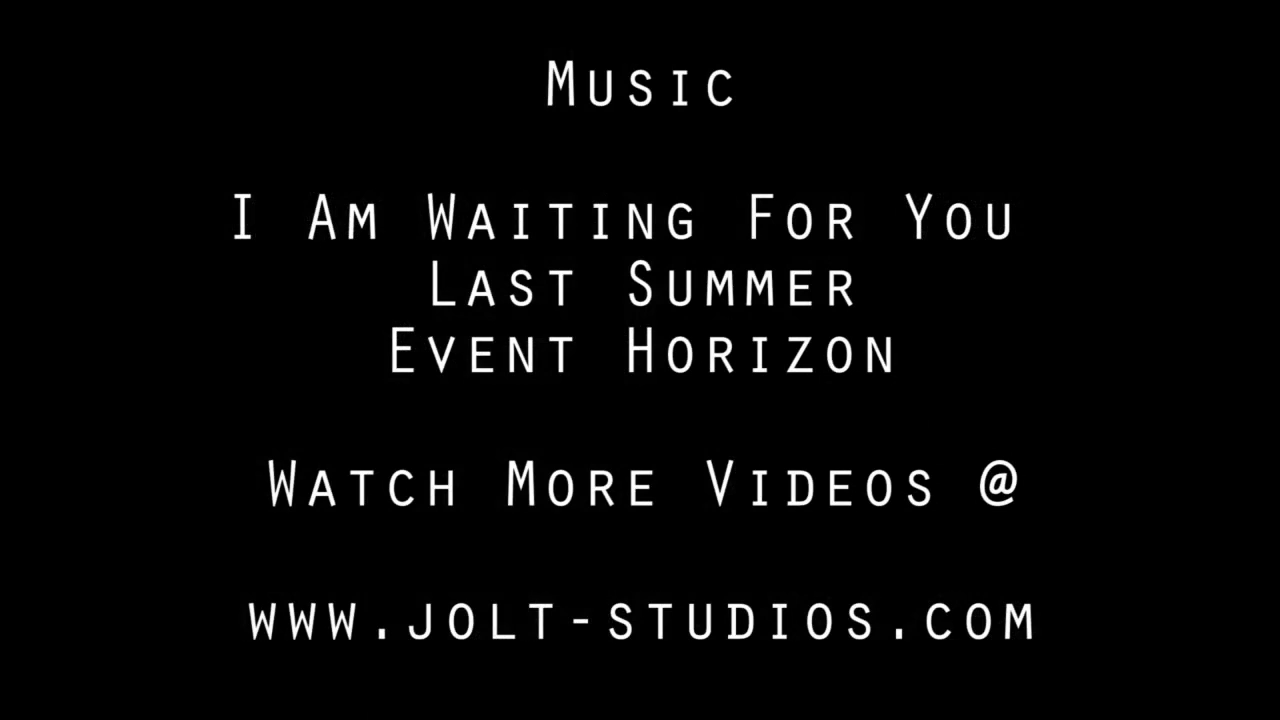 Music
I Am Waiting For You
Last Summer
Event Horizon
Watch More Videos @
www.jolt-studios.com